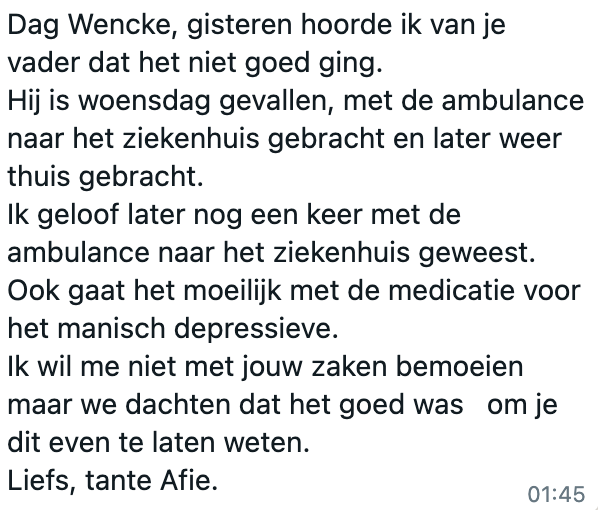 Dag Wencke, gisteren hoorde ik van je
vader dat het niet goed ging.
Hij is woensdag gevallen, met de ambulance
naar het ziekenhuis gebracht en later weer
thuis gebracht.
Ik geloof later nog een keer met de
ambulance naar het ziekenhuis geweest.
Ook gaat het moeilijk met de medicatie voor
het manisch depressieve.
Ik wil me niet met jouw zaken bemoeien
maar we dachten dat het goed was   om je
dit even te laten weten.
Liefs, tante Afie.
01:45